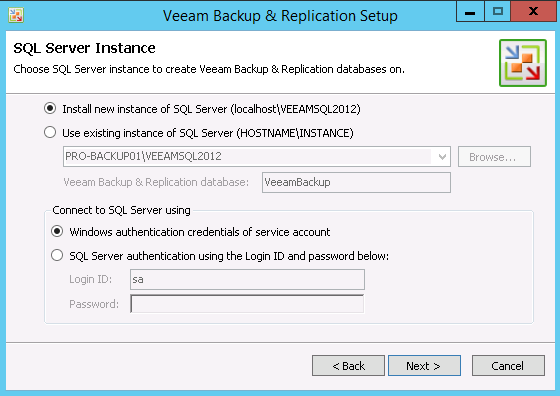 Veeam Backup & Replication Setup
SQL Server Instance
Choose SQL Server instance to create Veeam Backup & Replication databases on.
Install new instance of SQL Server (localhost\VEEAMSQL2012)
Use existing instance of SQL Server (HOSTNAME\INSTANCE)
PRO-BACKUP01\VEEAMSQL2012 Browse...
Veeam Backup & Replication database: VeeamBackup
Connect to SQL Server using
Windows authentication credentials of service account
SQL Server authentication using the Login ID and password below:
Login ID: sa
Password:
< Back Next > Cancel